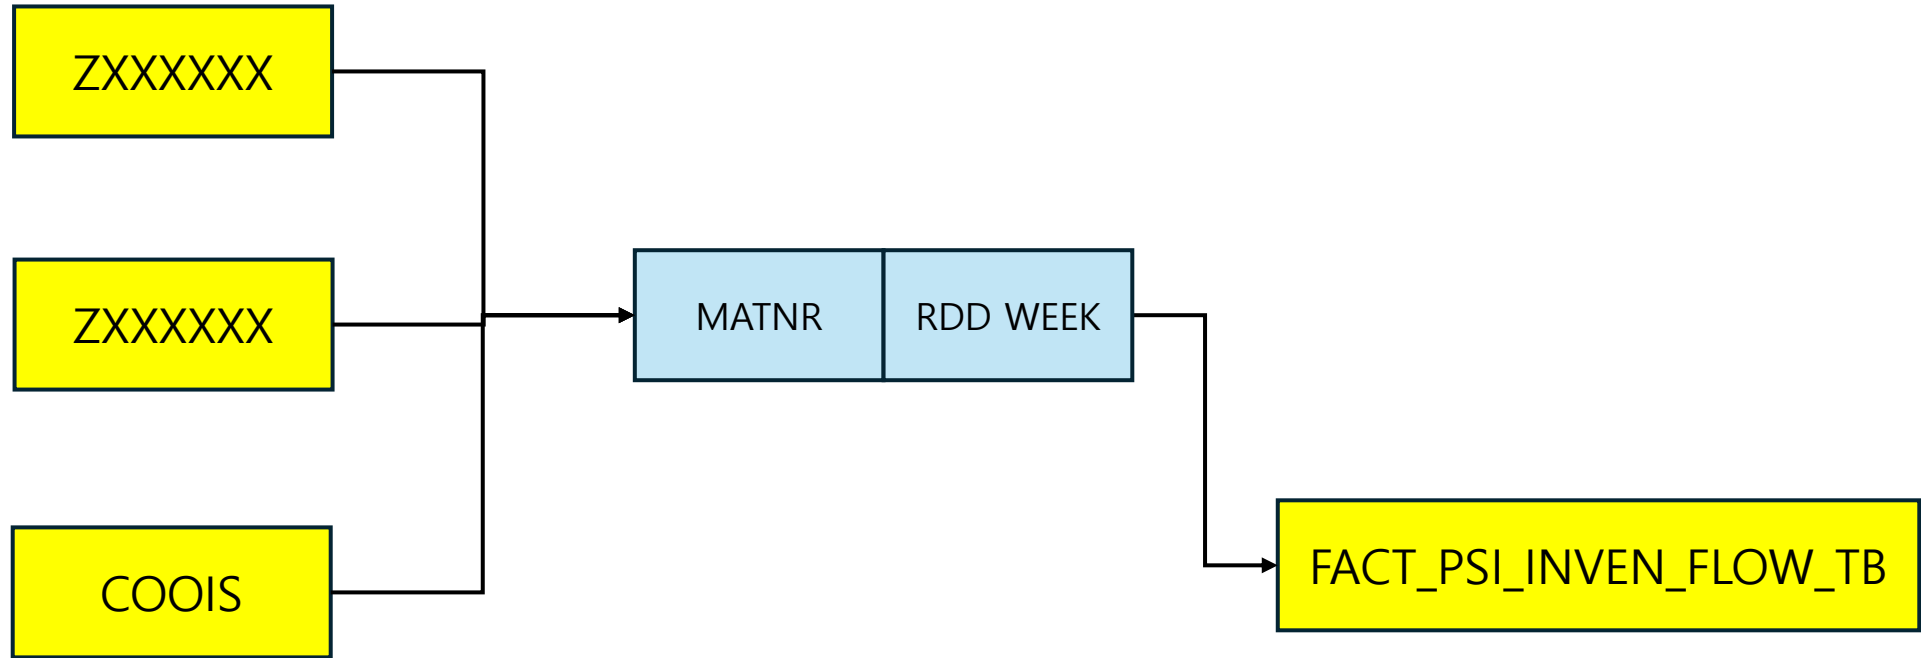 ZXXXXXX
ZXXXXXX
MATNR
RDD WEEK
COOIS
FACT_PSI_INVEN_FLOW_TB